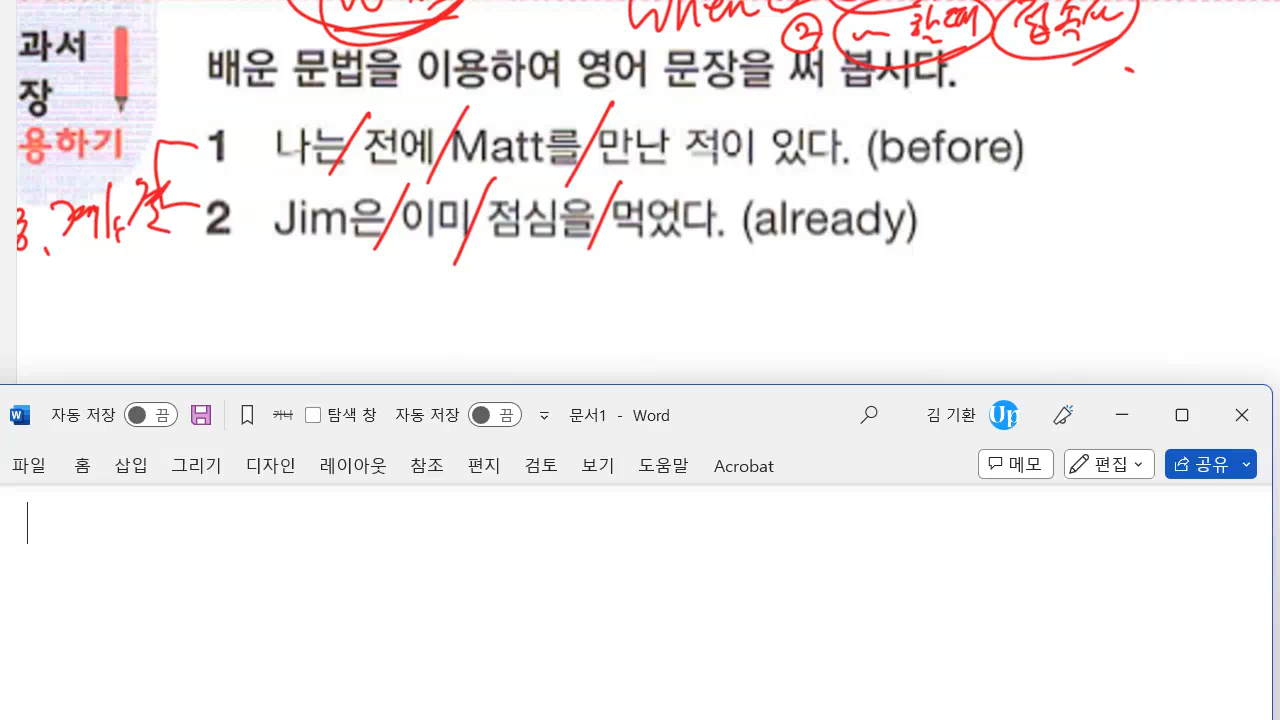 When
② ~ 할 때 접속사
과서
장
배운 문법을 이용하여 영어 문장을 써 봅시다.
용하기
1 나는 / 전에 / Matt를 / 만난 적이 있다. (before)
2 Jim은 / 이미 / 점심을 / 먹었다. (already)
자동 저장 끔 탐색 창 자동 저장 끔 문서1 - Word 김 기환 Up
파일 홈 삽입 그리기 디자인 레이아웃 참조 편지 검토 보기 도움말 Acrobat 메모 편집 공유